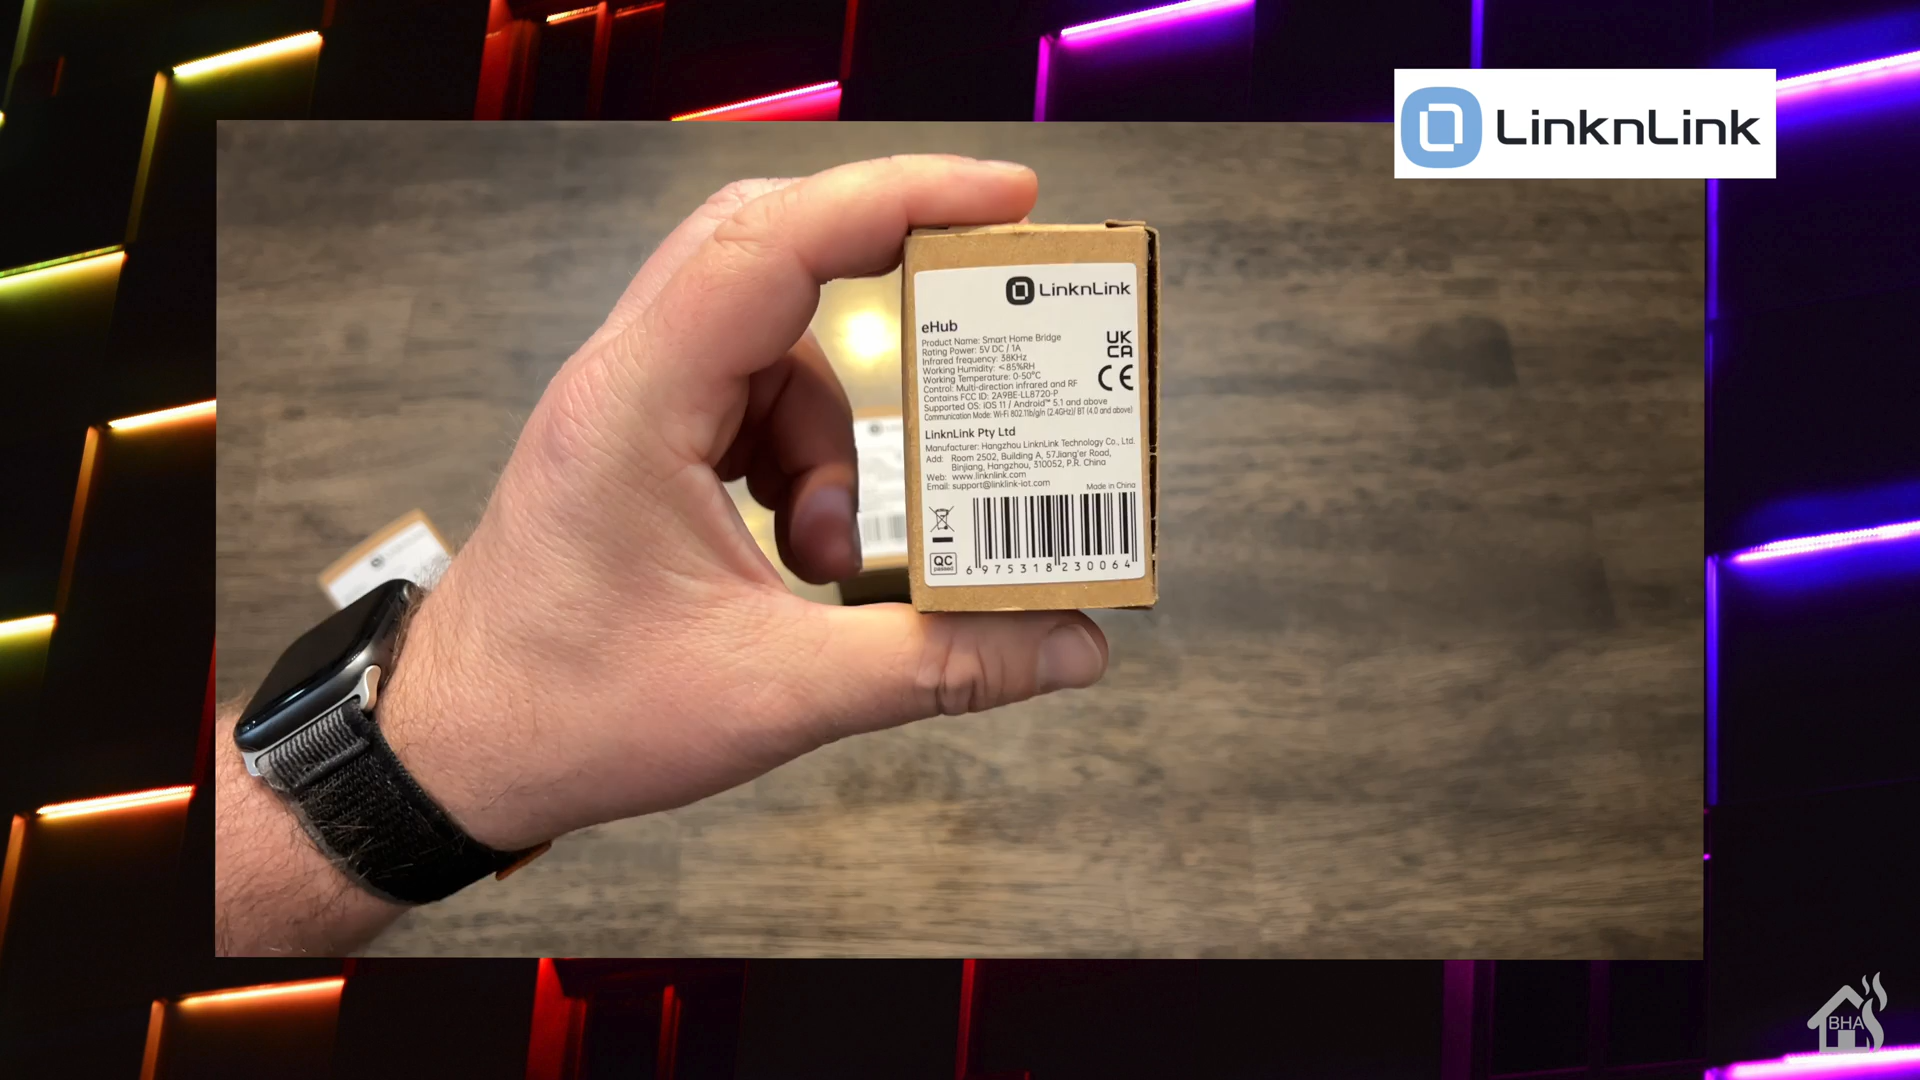 LinknLink
LinknLink
eHub
Product Name: Smart Home Bridge
Rating Power: 5V DC / 1A
Infrared frequency: 38KHz
Working Humidity: ≤85%RH
Working Temperature: 0-50°C
Control: Multi-direction infrared and RF
Contains FCC ID: 2A9BE-LL8720-P
Supported OS: iOS 11 / Android™ 5.1 and above
Communication Mode: Wi-Fi 802.11b/g/n (2.4GHz)/ BT (4.0 and above)
UK
CA
CE
LinknLink Pty Ltd
Manufacturer: Hangzhou LinknLink Technology Co., Ltd.
Add: Room 2502, Building A, 57Jiang'er Road,
Binjiang, Hangzhou, 310052, P.R. China
Web: www.linknlink.com
Email: support@linklink-iot.com
Made in China
QC
passed
6 975318 230064
BHA